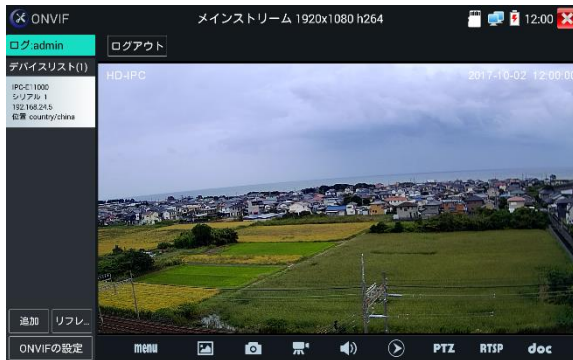 ONVIF
メインストリーム 1920x1080 h264
12:00
ログ:admin
ログアウト
デバイスリスト(1)
IPC-E11000
シリアル 1
192.168.24.5
位置 country/china
HD-IPC
2017-10-02 12:00:00
追加
リフレ...
ONVIFの設定
menu
PTZ
RTSP
doc